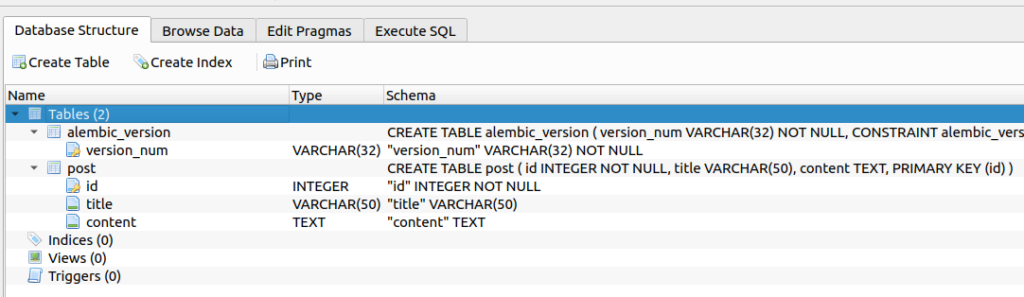 Database Structure Browse Data Edit Pragmas Execute SQL
Create Table Create Index Print
Name Type Schema
Tables (2)
alembic_version CREATE TABLE alembic_version ( version_num VARCHAR(32) NOT NULL, CONSTRAINT
version_num VARCHAR(32) "version_num" VARCHAR(32) NOT NULL
post CREATE TABLE post ( id INTEGER NOT NULL, title VARCHAR(50), content TEXT, PRIMARY KEY (id) )
id INTEGER "id" INTEGER NOT NULL
title VARCHAR(50) "title" VARCHAR(50)
content TEXT "content" TEXT
Indices (0)
Views (0)
Triggers (0)